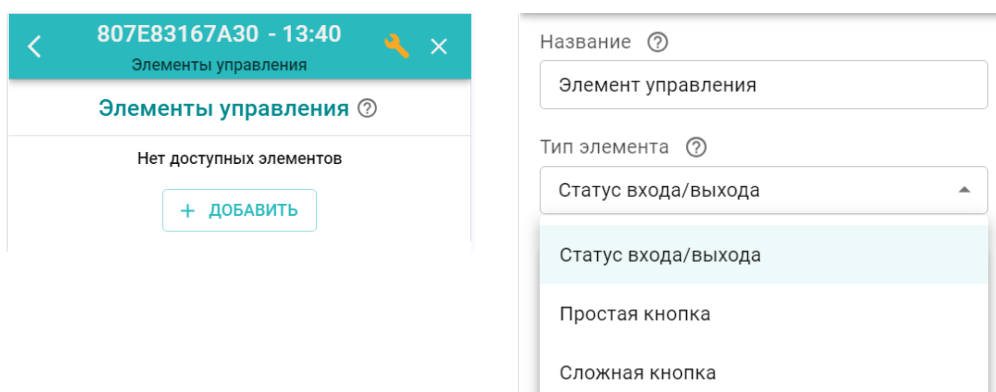 807E83167A30 - 13:40
Элементы управления
Элементы управления
Нет доступных элементов
+ ДОБАВИТЬ
Название
Элемент управления
Тип элемента
Статус входа/выхода
Статус входа/выхода
Простая кнопка
Сложная кнопка